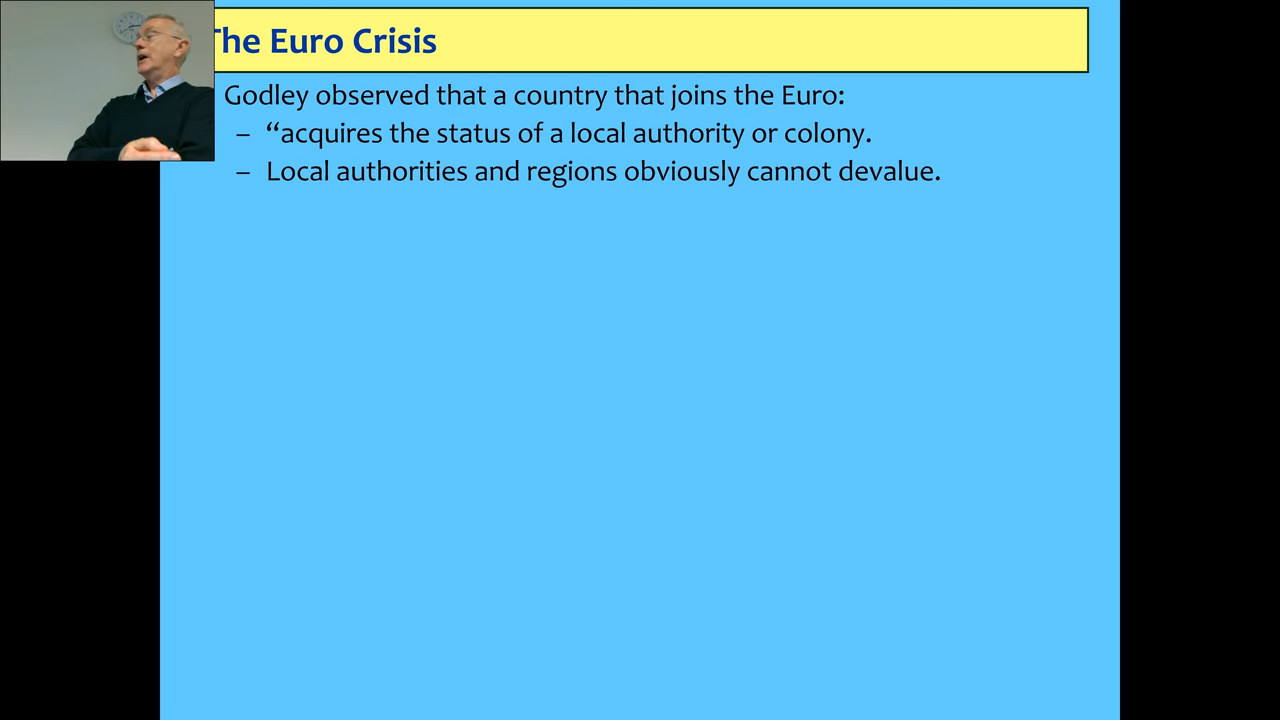 The Euro Crisis
Godley observed that a country that joins the Euro:
– “acquires the status of a local authority or colony.
– Local authorities and regions obviously cannot devalue.